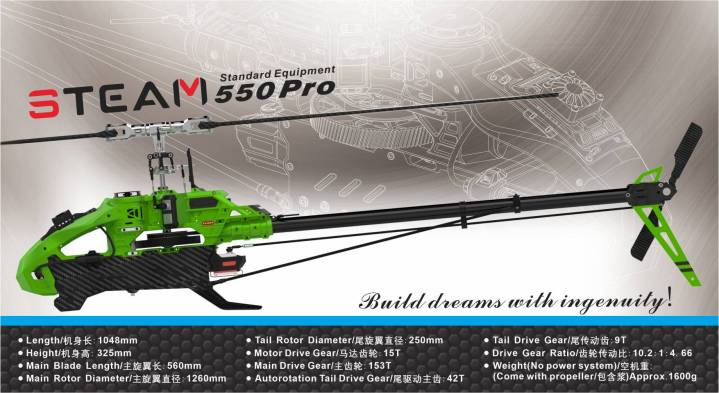 STEAM
Standard Equipment
550 Pro
Build dreams with ingenuity!
● Length/机身长: 1048mm
● Height/机身高: 325mm
● Main Blade Length/主旋翼长: 560mm
● Main Rotor Diameter/主旋翼直径: 1260mm
● Tail Rotor Diameter/尾旋翼直径: 250mm
● Motor Drive Gear/马达齿轮: 15T
● Main Drive Gear/主齿轮: 153T
● Autorotation Tail Drive Gear/尾驱动主齿: 42T
● Tail Drive Gear/尾传动齿: 9T
● Drive Gear Ratio/齿轮传动比: 10.2:1:4.66
● Weight(No power system)/空机重:
(Come with propeller/包含桨)Approx.1600g